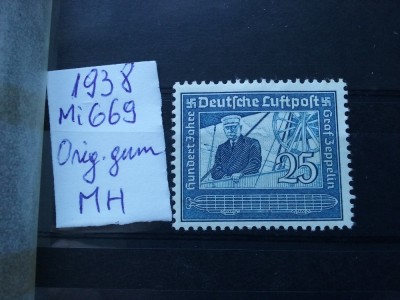 1938
Mi 669
Orig. gum
MH
Deutsche Luftpost
Hundert Jahre
Graf Zeppelin
25